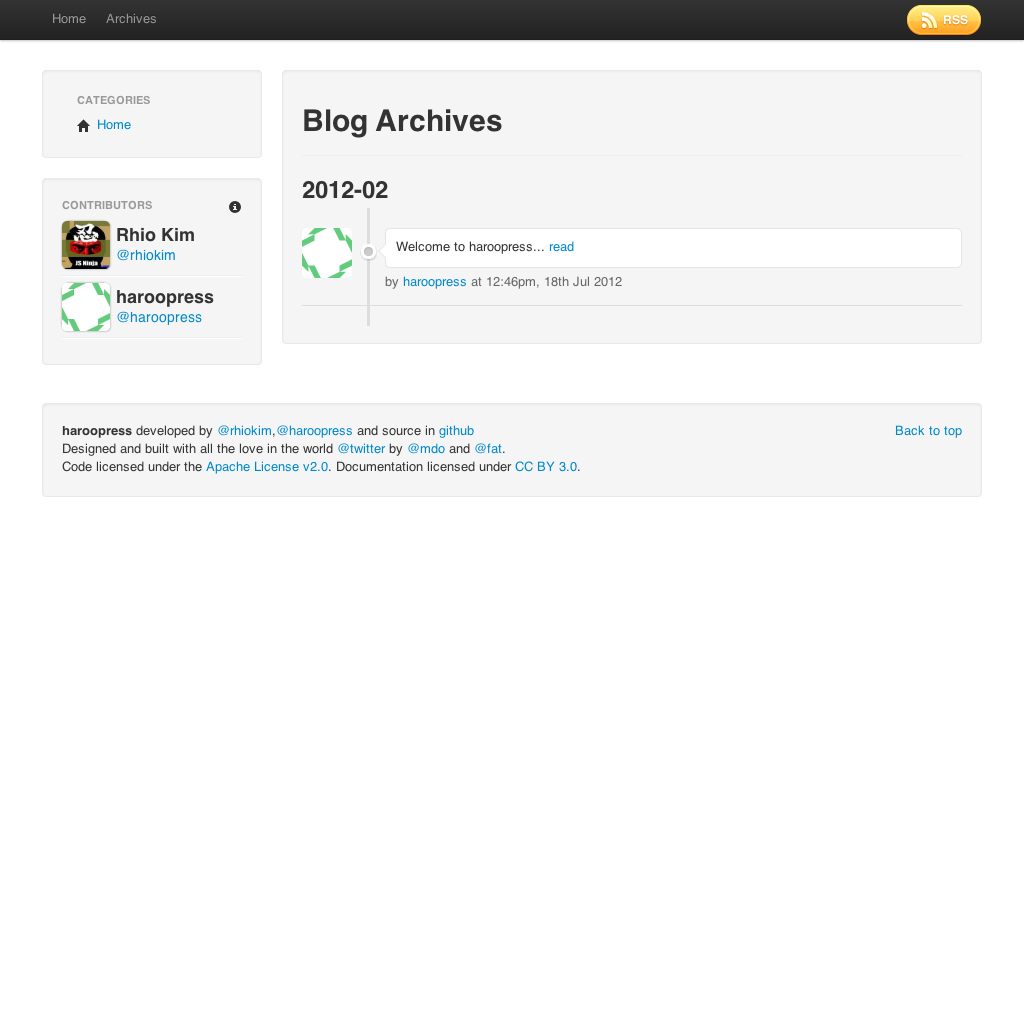 Home
Archives
RSS
CATEGORIES
Home
CONTRIBUTORS
JS Ninja
Rhio Kim
@rhiokim
haroopress
@haroopress
Blog Archives
2012-02
Welcome to haroopress... read
by haroopress at 12:46pm, 18th Jul 2012
haroopress developed by @rhiokim,@haroopress and source in github
Back to top
Designed and built with all the love in the world @twitter by @mdo and @fat.
Code licensed under the Apache License v2.0. Documentation licensed under CC BY 3.0.